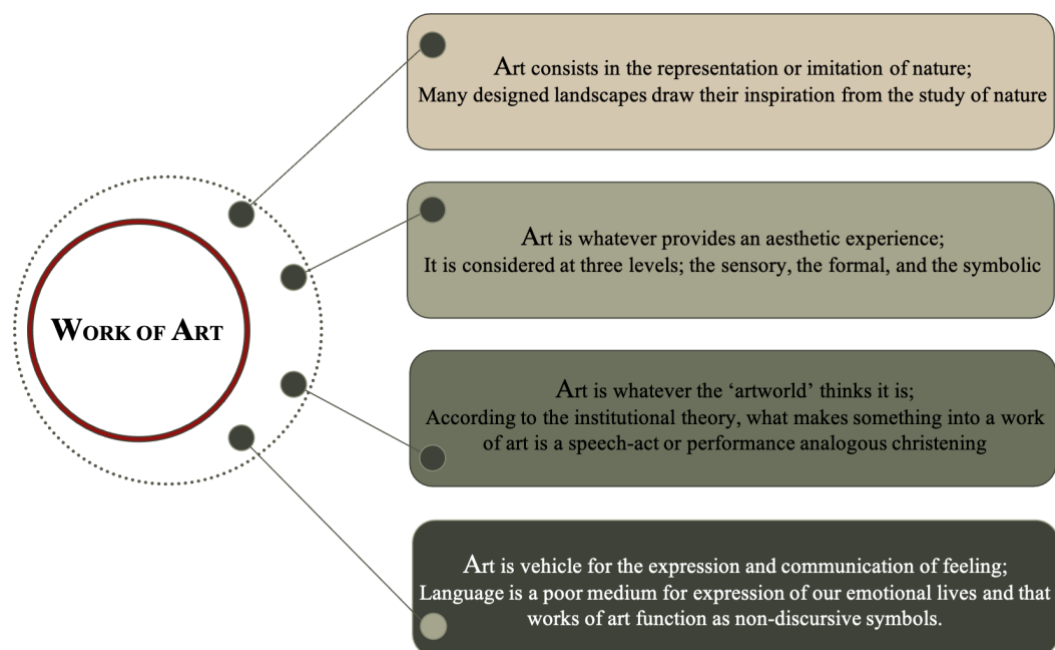 WORK OF ART
Art consists in the representation or imitation of nature;
Many designed landscapes draw their inspiration from the study of nature
Art is whatever provides an aesthetic experience;
It is considered at three levels; the sensory, the formal, and the symbolic
Art is whatever the ‘artworld’ thinks it is;
According to the institutional theory, what makes something into a work
of art is a speech-act or performance analogous christening
Art is vehicle for the expression and communication of feeling;
Language is a poor medium for expression of our emotional lives and that
works of art function as non-discursive symbols.